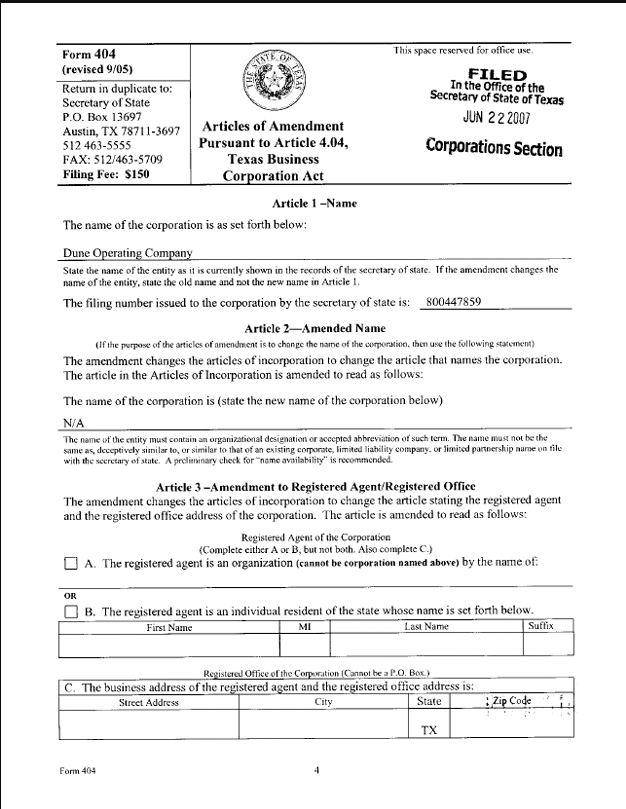 Form 404
(revised 9/05)
Return in duplicate to:
Secretary of State
P.O. Box 13697
Austin, TX 78711-3697
512 463-5555
FAX: 512/463-5709
Filing Fee: $150
THE STATE OF TEXAS
Articles of Amendment
Pursuant to Article 4.04,
Texas Business
Corporation Act
This space reserved for office use.
FILED
In the Office of the
Secretary of State of Texas
JUN 22 2007
Corporations Section
Article 1 –Name
The name of the corporation is as set forth below:
Dune Operating Company
State the name of the entity as it is currently shown in the records of the secretary of state. If the amendment changes the
name of the entity, state the old name and not the new name in Article 1.
The filing number issued to the corporation by the secretary of state is: 800447859
Article 2—Amended Name
(If the purpose of the articles of amendment is to change the name of the corporation, then use the following statement)
The amendment changes the articles of incorporation to change the article that names the corporation.
The article in the Articles of Incorporation is amended to read as follows:
The name of the corporation is (state the new name of the corporation below)
N/A
The name of the entity must contain an organizational designation or accepted abbreviation of such term. The name must not be the
same as, deceptively similar to, or similar to that of an existing corporate, limited liability company, or limited partnership name on file
with the secretary of state. A preliminary check for "name availability" is recommended.
Article 3 –Amendment to Registered Agent/Registered Office
The amendment changes the articles of incorporation to change the article stating the registered agent
and the registered office address of the corporation. The article is amended to read as follows:
Registered Agent of the Corporation
(Complete either A or B, but not both. Also complete C.)
A. The registered agent is an organization (cannot be corporation named above) by the name of:
OR
B. The registered agent is an individual resident of the state whose name is set forth below.
First Name MI Last Name Suffix
Registered Office of the Corporation (Cannot be a P.O. Box.)
C. The business address of the registered agent and the registered office address is:
Street Address City State Zip Code
TX
Form 404 4